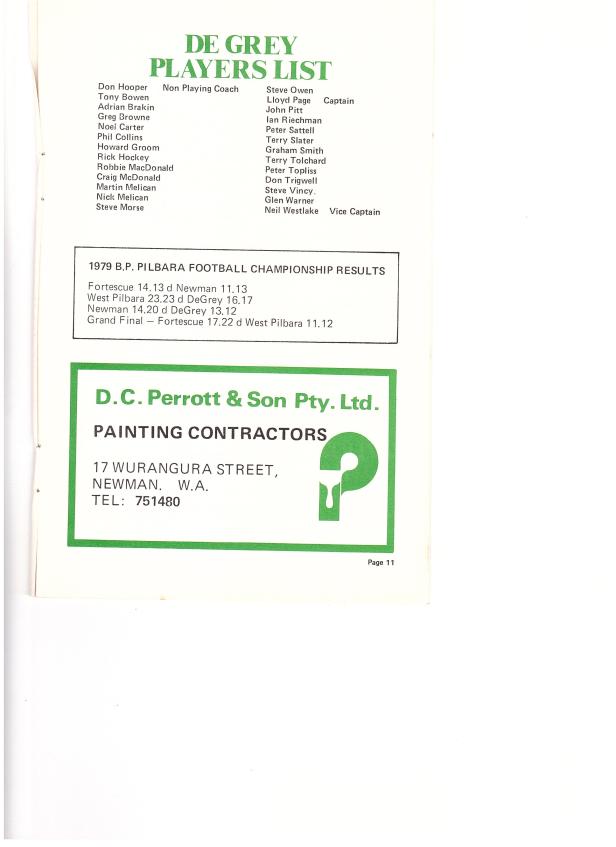 DE GREY
PLAYERS LIST
Don Hooper Non Playing Coach
Tony Bowen
Adrian Brakin
Greg Browne
Noel Carter
Phil Collins
Howard Groom
Rick Hockey
Robbie MacDonald
Craig McDonald
Martin Melican
Nick Melican
Steve Morse
Steve Owen
Lloyd Page Captain
John Pitt
Ian Riechman
Peter Sattell
Terry Slater
Graham Smith
Terry Tolchard
Peter Topliss
Don Trigwell
Steve Vincy.
Glen Warner
Neil Westlake Vice Captain
1979 B.P. PILBARA FOOTBALL CHAMPIONSHIP RESULTS
Fortescue 14.13 d Newman 11.13
West Pilbara 23.23 d DeGrey 16.17
Newman 14.20 d DeGrey 13.12
Grand Final — Fortescue 17.22 d West Pilbara 11.12
D.C. Perrott & Son Pty. Ltd.
PAINTING CONTRACTORS
17 WURANGURA STREET,
NEWMAN. W.A.
TEL: 751480
P
Page 11